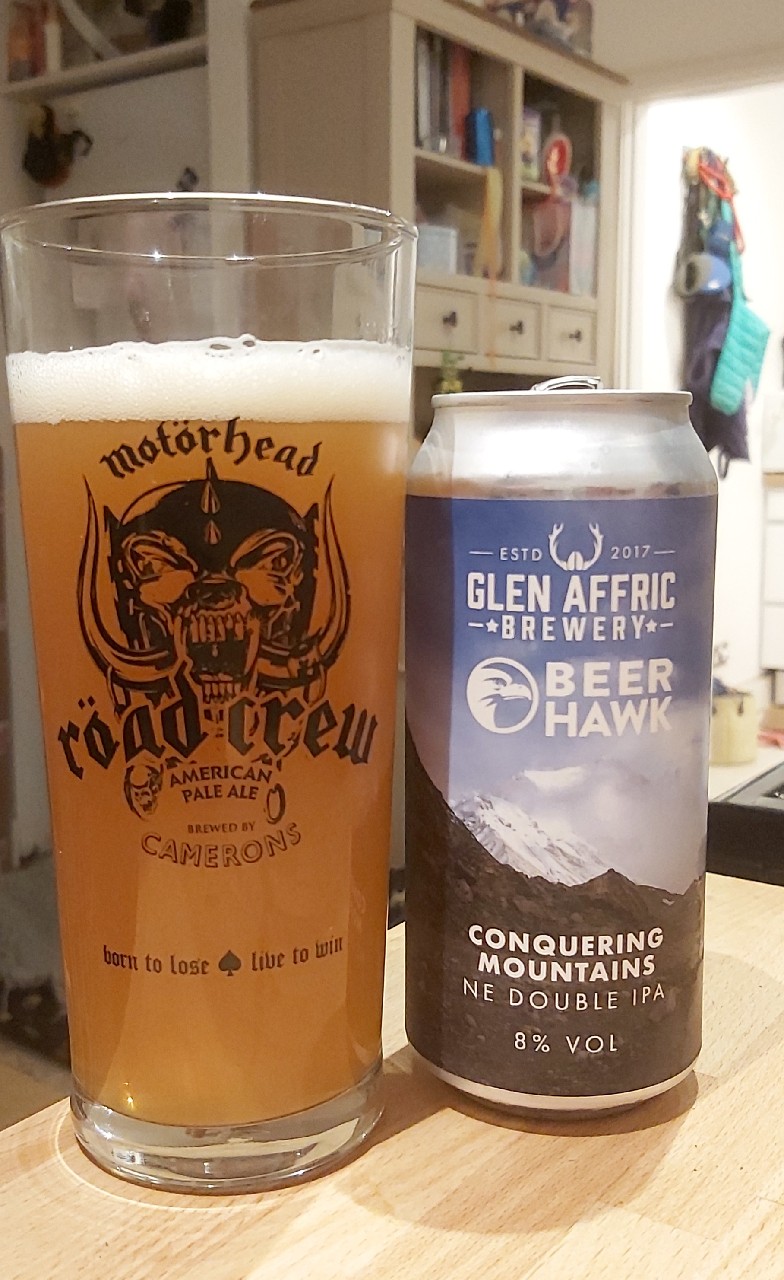 motörhead
röad crew
AMERICAN
PALE ALE
BREWED BY
CAMERONS
born to lose ♠ live to win
ESTD 2017
GLEN AFFRIC
BREWERY
BEER
HAWK
CONQUERING
MOUNTAINS
NE DOUBLE IPA
8% VOL